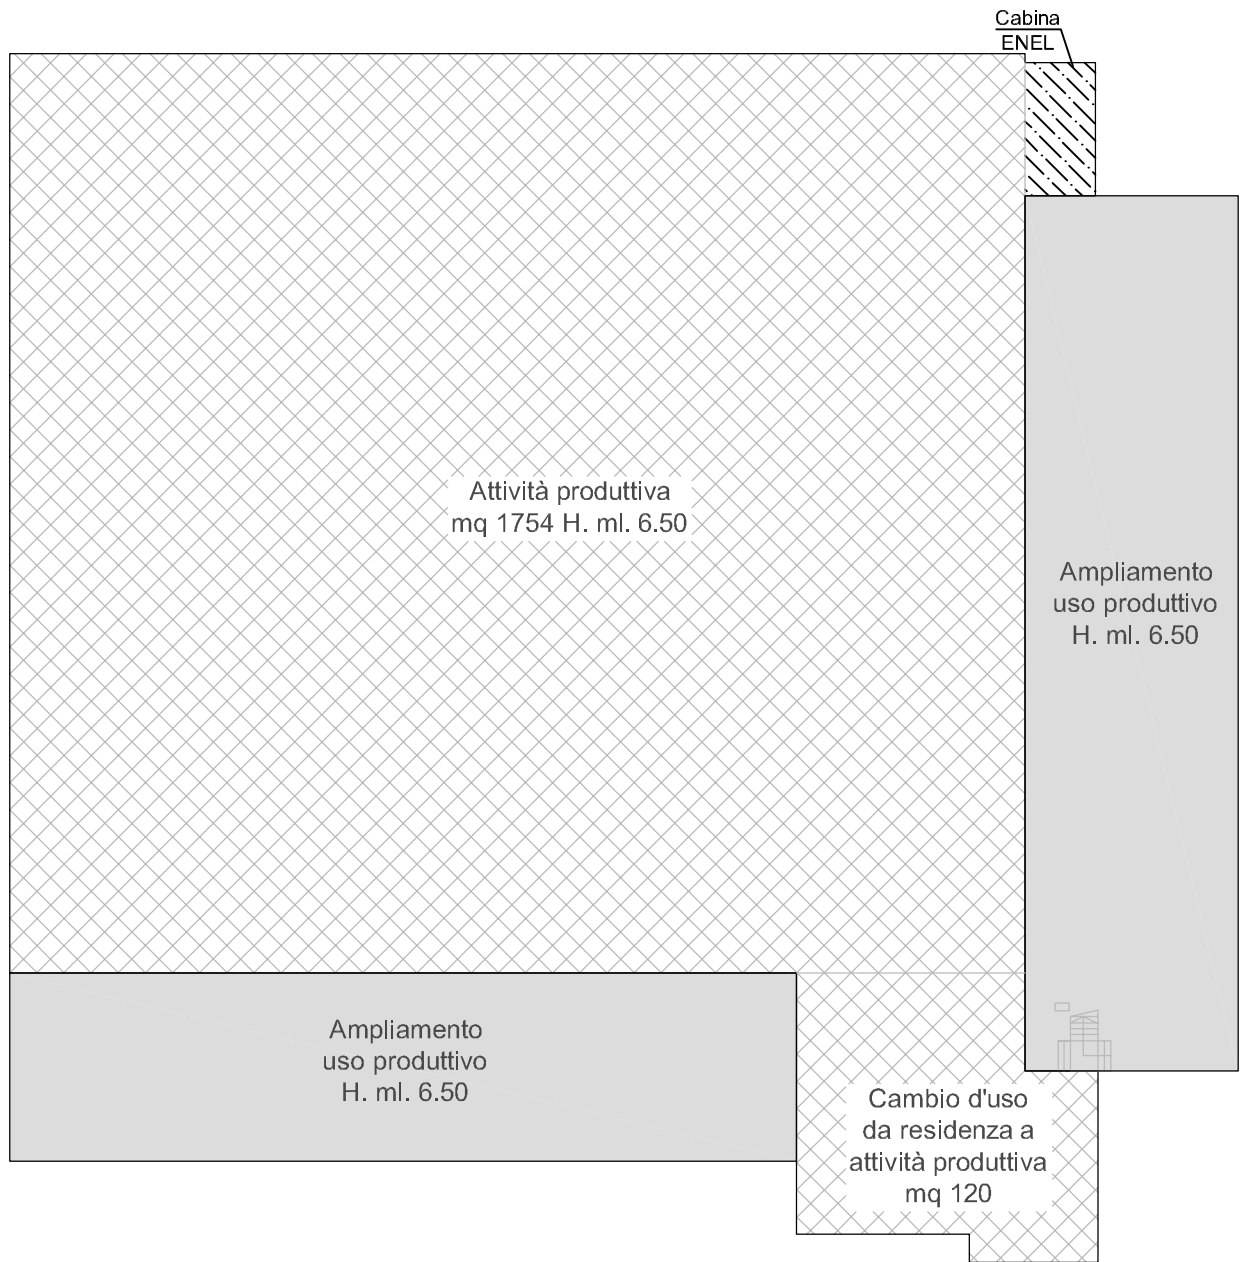 Cabina
ENEL
Attività produttiva
mq 1754 H. ml. 6.50
Ampliamento
uso produttivo
H. ml. 6.50
Ampliamento
uso produttivo
H. ml. 6.50
Cambio d'uso
da residenza a
attività produttiva
mq 120